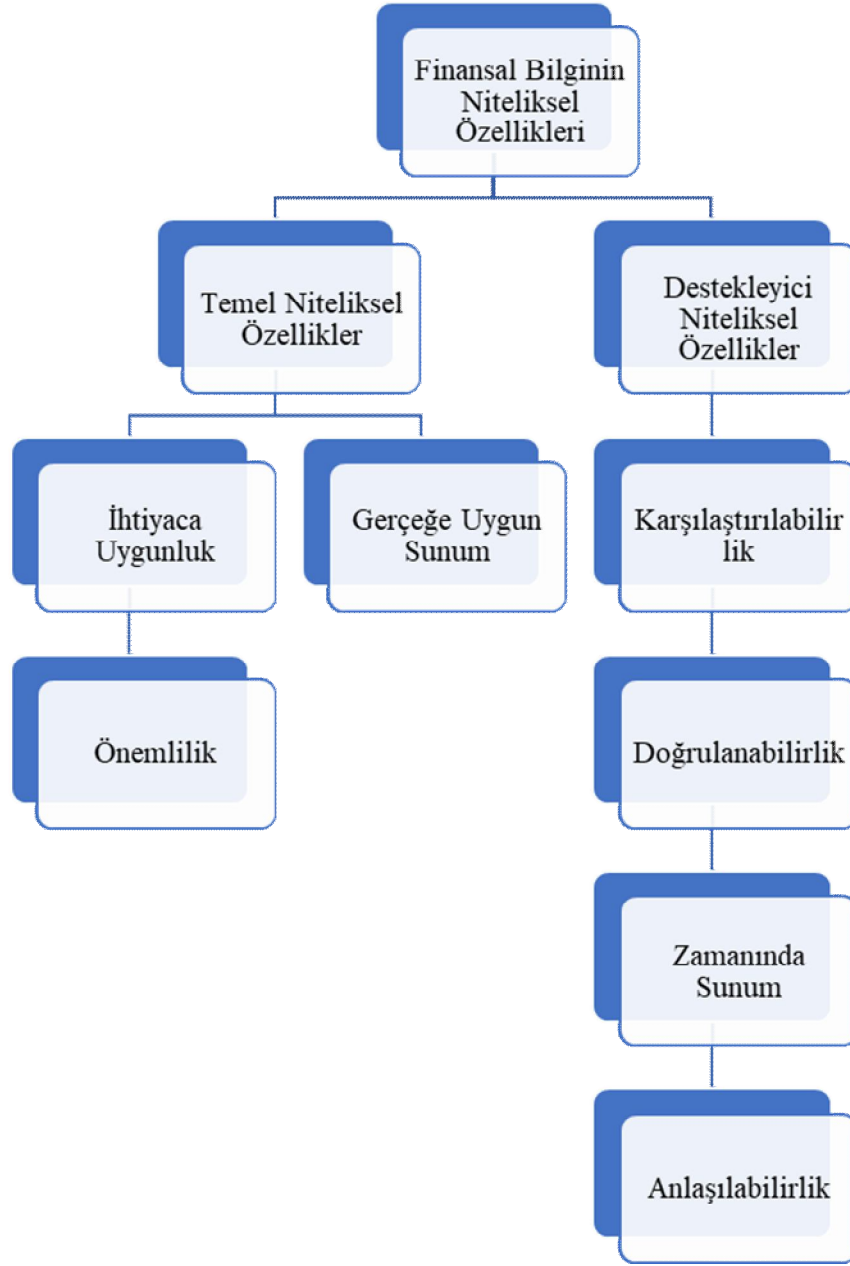 Finansal Bilginin
Niteliksel
Özellikleri
Temel Niteliksel
Özellikler
Destekleyici
Niteliksel
Özellikler
İhtiyaca
Uygunluk
Gerçeğe Uygun
Sunum
Karşılaştırılabilir
lik
Önemlilik
Doğrulanabilirlik
Zamanında
Sunum
Anlaşılabilirlik